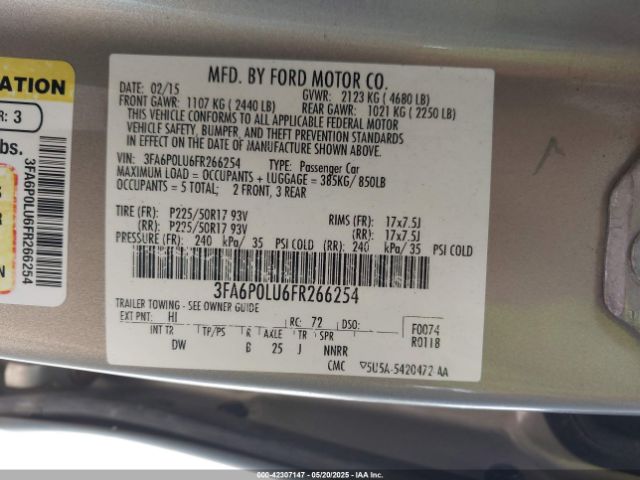 ATION
R: 3
bs.
3FA6P0LU6FR266254
R
N
MFD. BY FORD MOTOR CO.
DATE: 02/15 GVWR: 2123 KG (4680 LB)
FRONT GAWR: 1107 KG (2440 LB) REAR GAWR: 1021 KG (2250 LB)
THIS VEHICLE CONFORMS TO ALL APPLICABLE FEDERAL MOTOR
VEHICLE SAFETY, BUMPER, AND THEFT PREVENTION STANDARDS
IN EFFECT ON THE DATE OF MANUFACTURE SHOWN ABOVE.
VIN: 3FA6P0LU6FR266254 TYPE: Passenger Car
MAXIMUM LOAD = OCCUPANTS + LUGGAGE = 385KG/ 850LB
OCCUPANTS = 5 TOTAL; 2 FRONT, 3 REAR
TIRE (FR): P225/50R17 93V RIMS (FR): 17x7.5J
(RR): P225/50R17 93V (RR): 17x7.5J
PRESSURE (FR): 240 kPa/ 35 PSI COLD (RR): 240 kPa/ 35 PSI COLD
3FA6P0LU6FR266254
TRAILER TOWING - SEE OWNER GUIDE
EXT PNT: HI RC: 72 DSO: F0074
INT TR TP/PS R AXLE TR SPR R0118
DW B 25 J NNRR
CMC 5U5A-5420472 AA
00-42307147 - 05/20/2025 - IAA Inc.